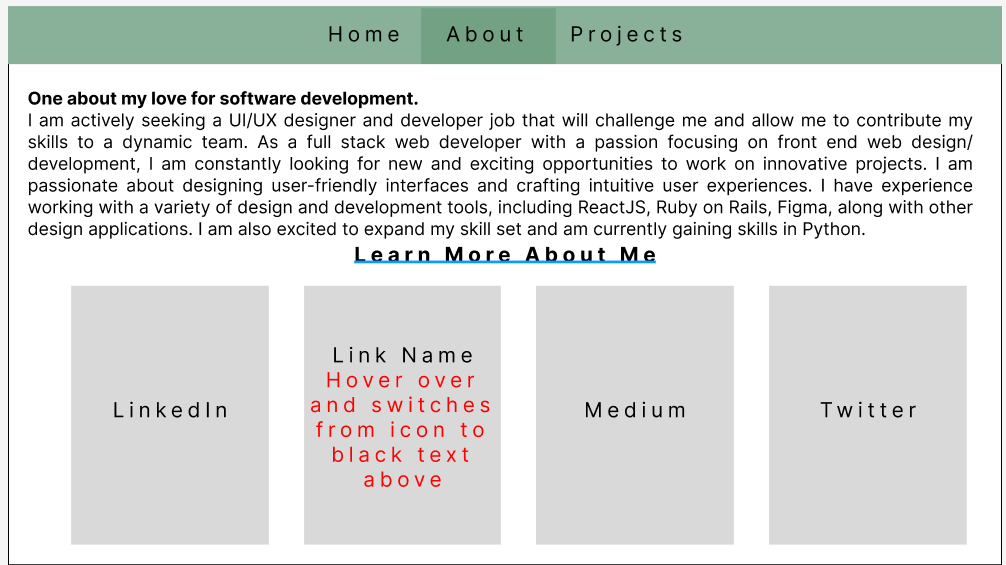 Home About Projects
One about my love for software development.
I am actively seeking a UI/UX designer and developer job that will challenge me and allow me to contribute my
skills to a dynamic team. As a full stack web developer with a passion focusing on front end web design/
development, I am constantly looking for new and exciting opportunities to work on innovative projects. I am
passionate about designing user-friendly interfaces and crafting intuitive user experiences. I have experience
working with a variety of design and development tools, including ReactJS, Ruby on Rails, Figma, along with other
design applications. I am also excited to expand my skill set and am currently gaining skills in Python.
Learn More About Me
LinkedIn
Link Name
Hover over
and switches
from icon to
black text
above
Medium
Twitter